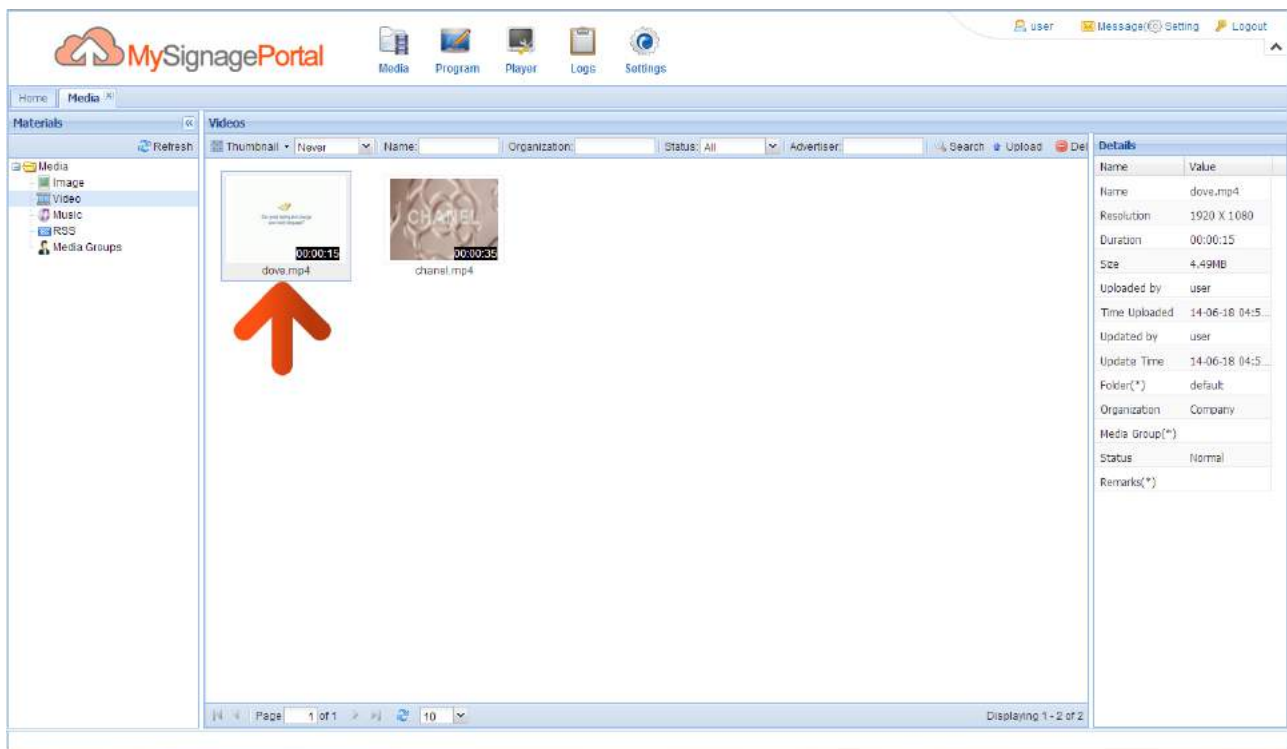 user Message( Setting Logout
MySignagePortal
Media Program Player Logs Settings
Home Media
Materials
Refresh
Media
Image
Video
Music
RSS
Media Groups
Videos
Thumbnail Never Name: Organization: Status: All Advertiser: Search Upload Del
00:00:15
dove.mp4
CHANEL
00:00:35
chanel.mp4
Details
Name Value
Name dove.mp4
Resolution 1920 X 1080
Duration 00:00:15
Size 4.49MB
Uploaded by user
Time Uploaded 14-06-18 04:5...
Updated by user
Update Time 14-06-18 04:5...
Folder(*) default
Organization Company
Media Group(*)
Status Normal
Remarks(*)
Page 1 of 1 10 Displaying 1 - 2 of 2